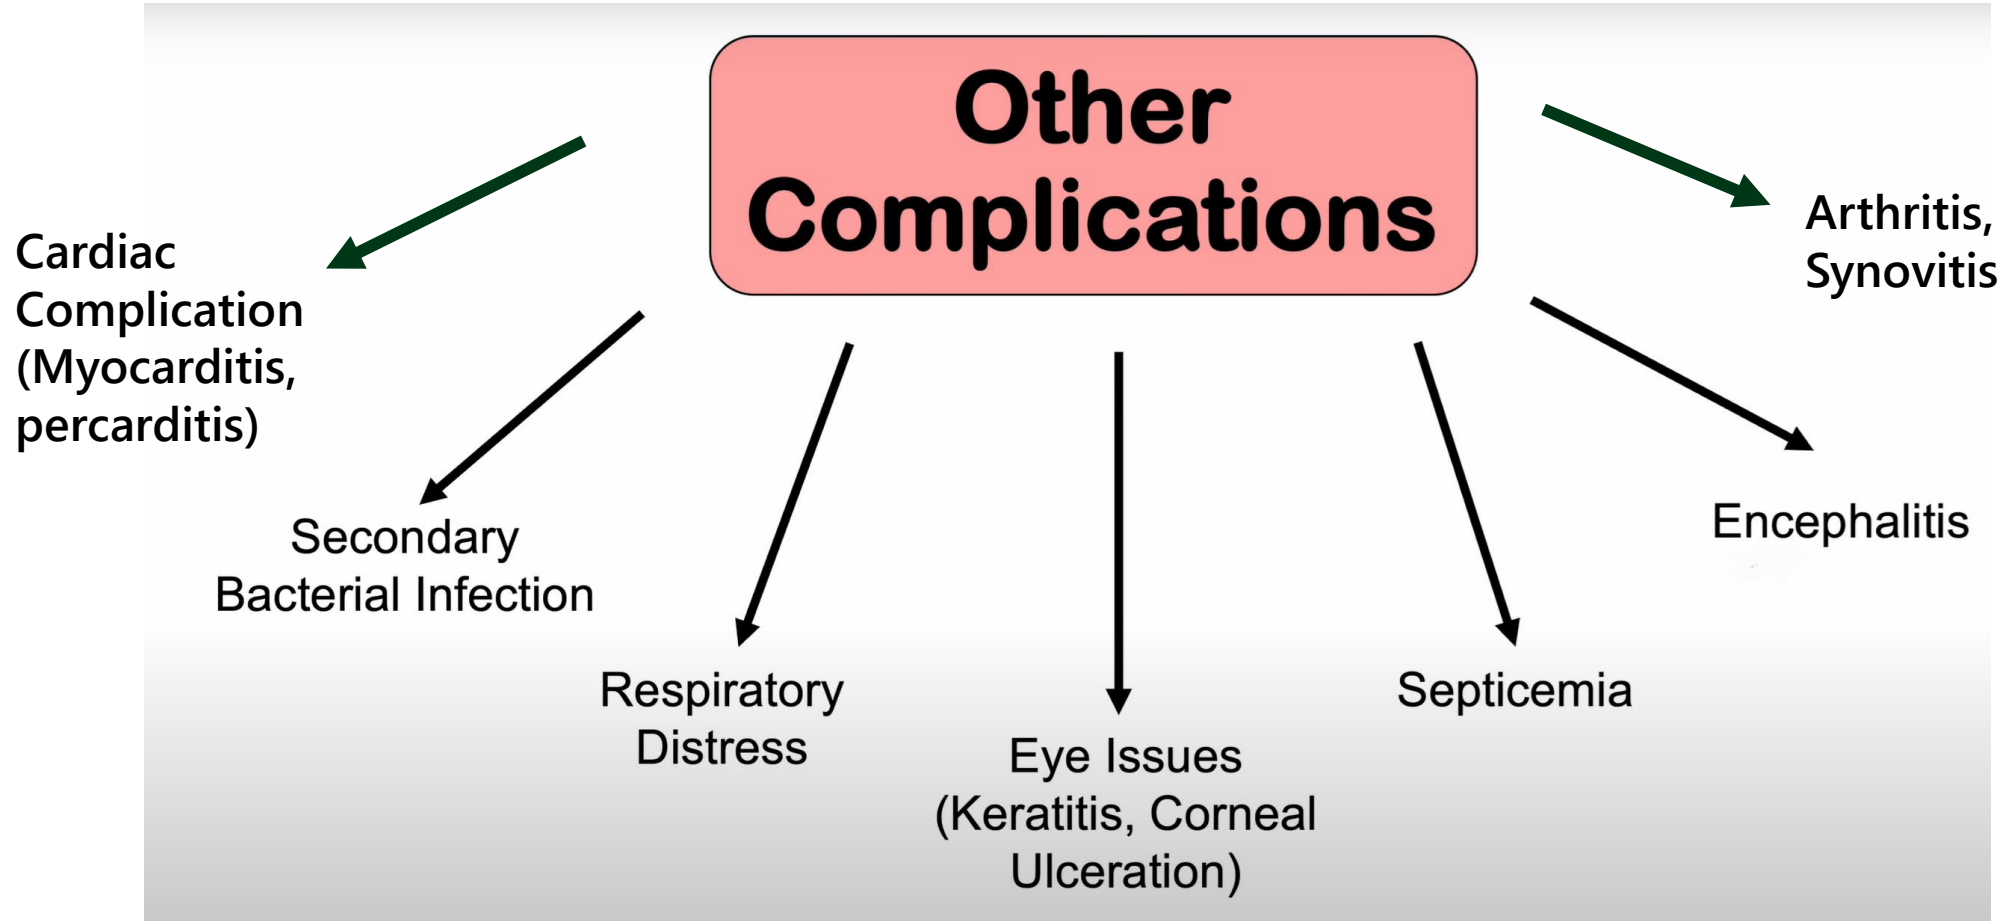 Other
Complications
Cardiac
Complication
(Myocarditis,
percarditis)
Arthritis,
Synovitis
Secondary
Bacterial Infection
Respiratory
Distress
Eye Issues
(Keratitis, Corneal
Ulceration)
Septicemia
Encephalitis